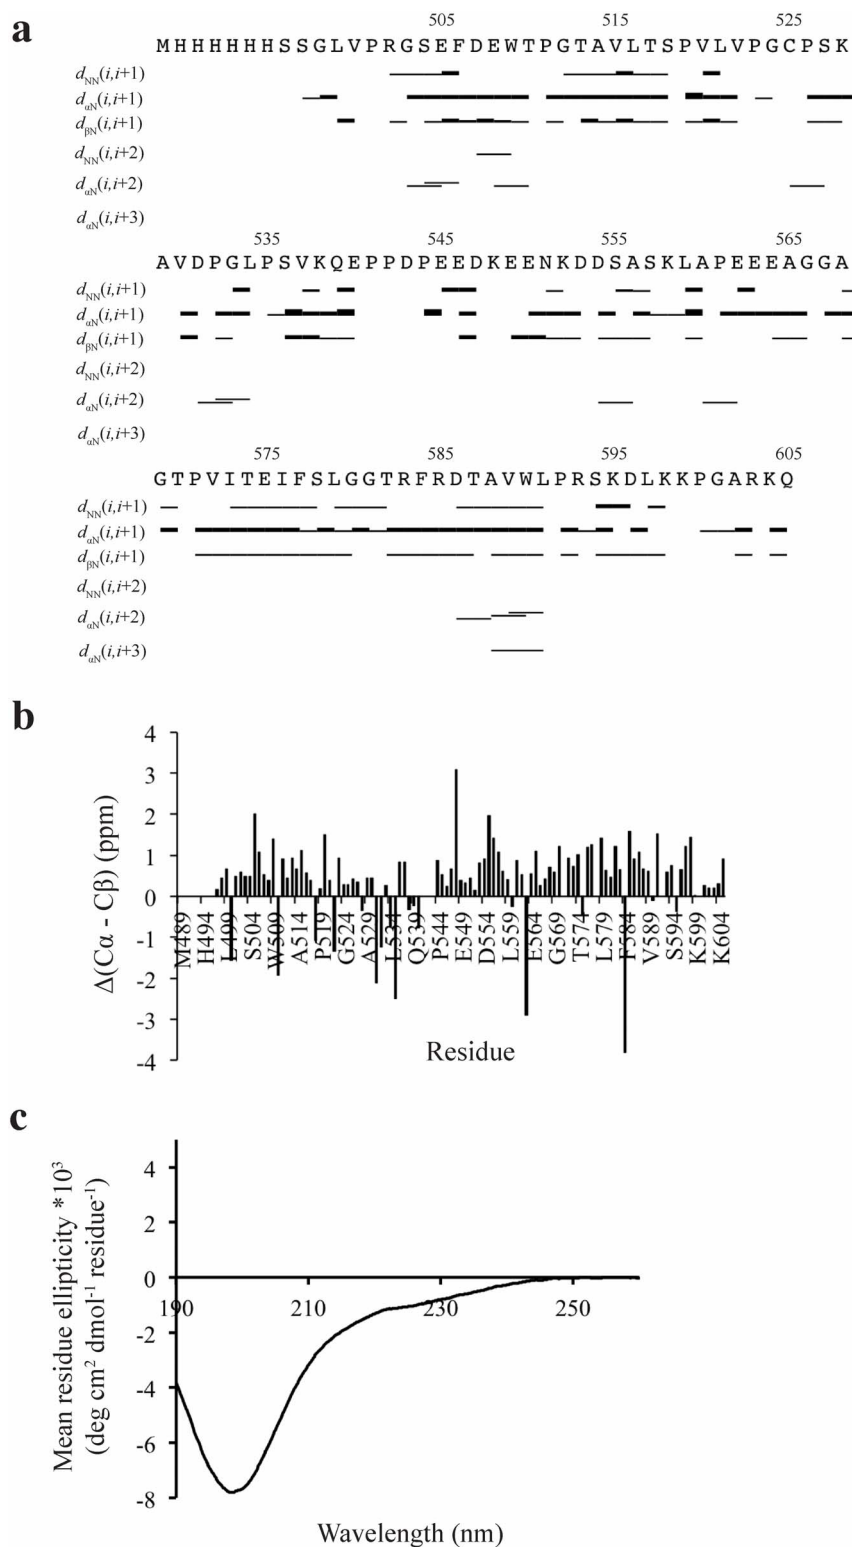 a
505 515 525
MHHHHHHSSGLVPRGSEFDEWTPGTAVLTSPVLVPGCPSK
dNN(i,i+1)
dαN(i,i+1)
dβN(i,i+1)
dNN(i,i+2)
dαN(i,i+2)
dαN(i,i+3)
535 545 555 565
AVDPGLPSVKQEPPDPEEDKEENKDDSASKLAPEEEAGGA
dNN(i,i+1)
dαN(i,i+1)
dβN(i,i+1)
dNN(i,i+2)
dαN(i,i+2)
dαN(i,i+3)
575 585 595 605
GTPVITEIFSLGGTRFRDTAVWLPRSKDLKKPGARKQ
dNN(i,i+1)
dαN(i,i+1)
dβN(i,i+1)
dNN(i,i+2)
dαN(i,i+2)
dαN(i,i+3)
b
Δ(Cα - Cβ) (ppm)
4
3
2
1
0
-1
-2
-3
-4
M489 H494 L499 S504 W509 A514 P519 G524 A529 L534 Q539 P544 E549 D554 L559 E564 G569 T574 L579 F584 V589 S594 K599 K604
Residue
c
Mean residue ellipticity *10³
(deg cm² dmol⁻¹ residue⁻¹)
4
2
0
-2
-4
-6
-8
190 210 230 250
Wavelength (nm)